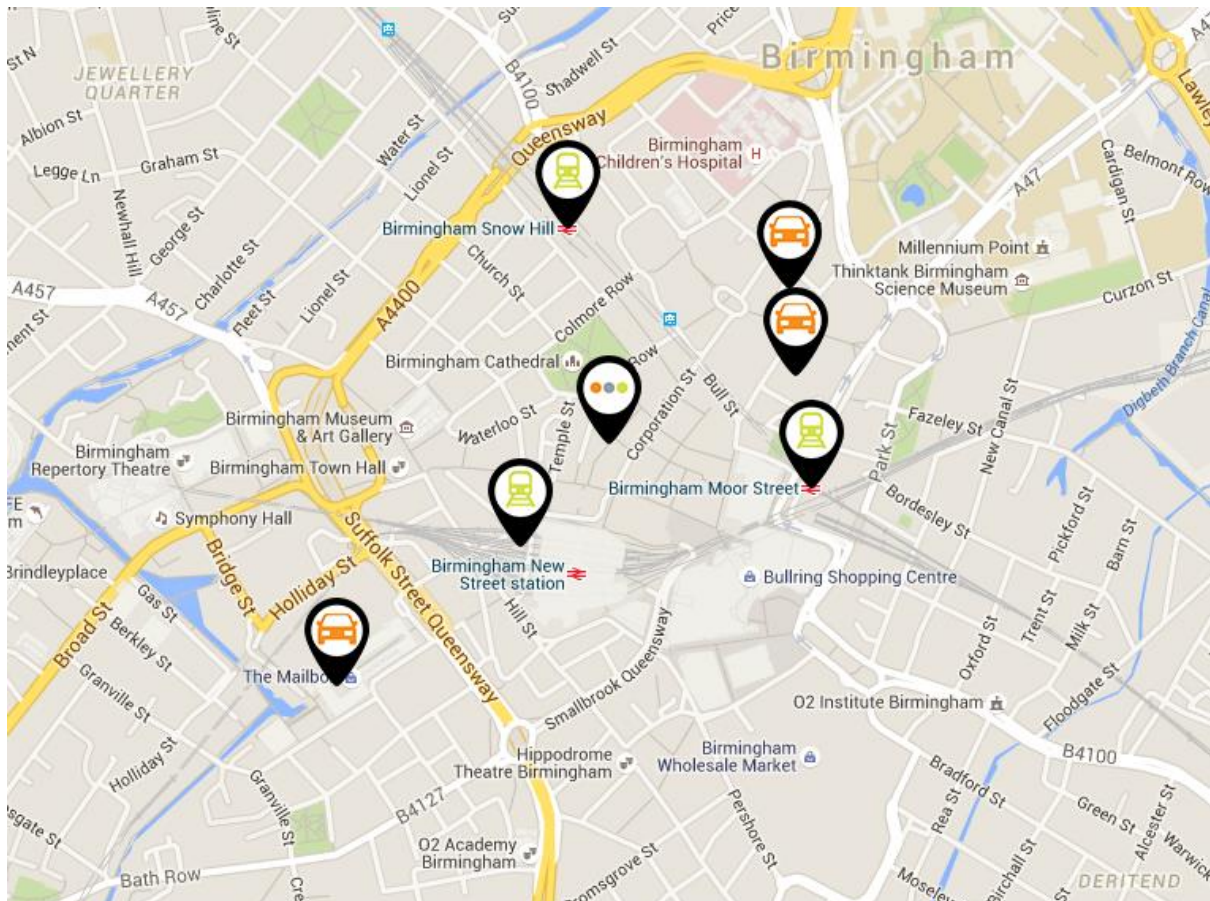 Birmingham
JEWELLERY
QUARTER
St N
Albion St
Legge Ln
Graham St
Newhall Hill
George St
Charlotte St
Fleet St
Lionel St
Water St
Lionel St
B4100
Shadwell St
Queensway
Birmingham
Children's Hospital
H
Lawley
Belmont Row
Cardigan St
A47
Millennium Point
Thinktank Birmingham
Science Museum
Curzon St
Digbeth Branch Canal
Birmingham Snow Hill
Church St
Colmore Row
A457
A457
A4400
Birmingham Cathedral
Row
Bull St
Corporation St
Temple St
Waterloo St
Birmingham Museum
& Art Gallery
Birmingham
Repertory Theatre
Birmingham Town Hall
Symphony Hall
Fazeley St
New Canal St
Park St
Birmingham Moor Street
Bordesley St
Pickford St
Barn St
Birmingham New
Street station
Bullring Shopping Centre
Brindleyplace
Bridge St
Holliday St
Suffolk Street Queensway
Gas St
Broad St
Berkley St
Granville St
Hill St
The Mailbo
Smallbrook Queensway
Oxford St
Trent St
Milk St
Floodgate St
O2 Institute Birmingham
Holliday St
Granville St
Hippodrome
Theatre Birmingham
Birmingham
Wholesale Market
B4100
Bradford St
Rea St
Green St
Alcester St
Warwick
B4127
Pershore St
O2 Academy
Birmingham
Bath Row
Bromsgrove St
Moseley
Birchall St
DERITEND